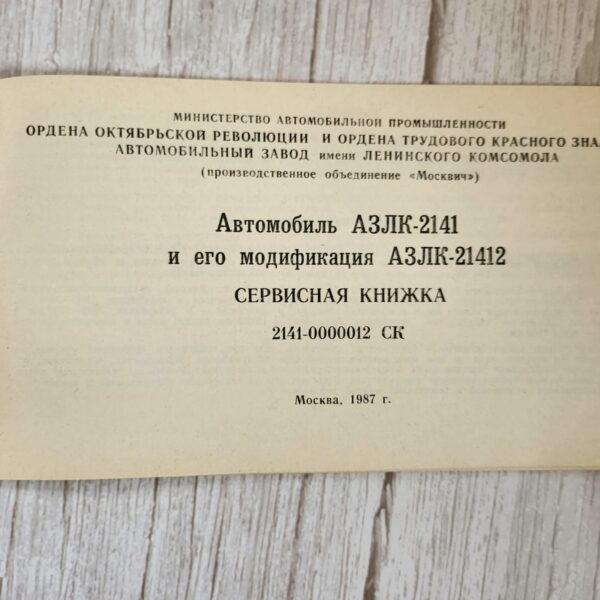 МИНИСТЕРСТВО АВТОМОБИЛЬНОЙ ПРОМЫШЛЕННОСТИ
ОРДЕНА ОКТЯБРЬСКОЙ РЕВОЛЮЦИИ И ОРДЕНА ТРУДОВОГО КРАСНОГО ЗНА
АВТОМОБИЛЬНЫЙ ЗАВОД имени ЛЕНИНСКОГО КОМСОМОЛА
(производственное объединение «Москвич»)
Автомобиль АЗЛК-2141
и его модификация АЗЛК-21412
СЕРВИСНАЯ КНИЖКА
2141-0000012 СК
Москва, 1987 г.